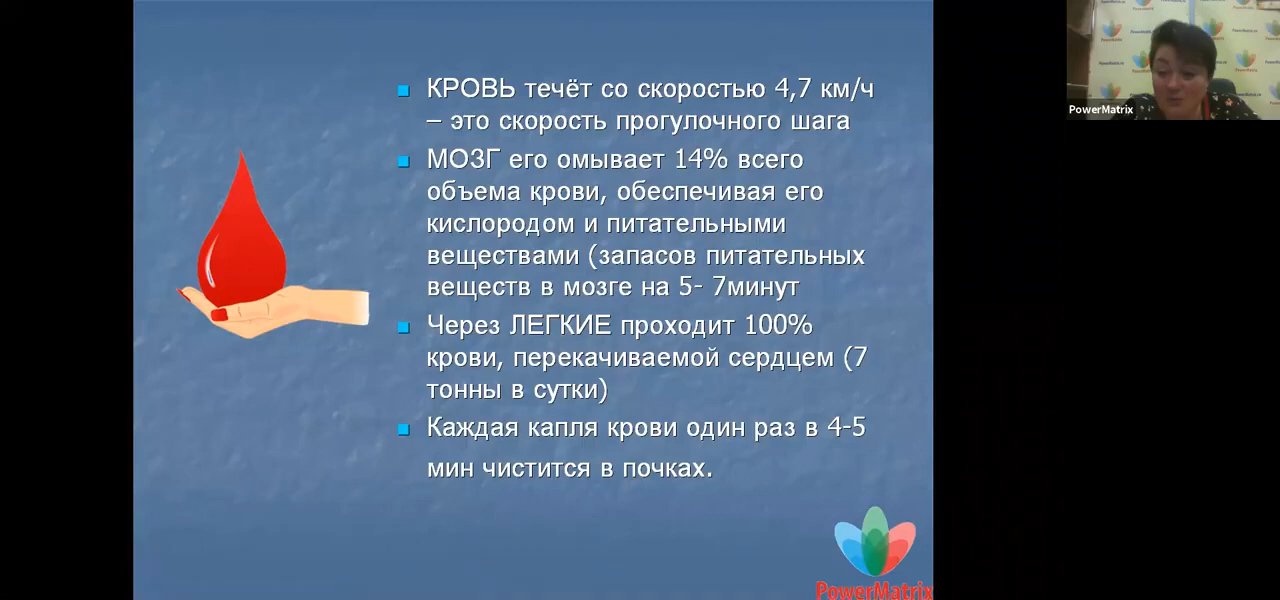 КРОВЬ течёт со скоростью 4,7 км/ч
– это скорость прогулочного шага
МОЗГ его омывает 14% всего
объема крови, обеспечивая его
кислородом и питательными
веществами (запасов питательных
веществ в мозге на 5- 7минут
Через ЛЕГКИЕ проходит 100%
крови, перекачиваемой сердцем (7
тонны в сутки)
Каждая капля крови один раз в 4-5
мин чистится в почках.
PowerMatrix
PowerMatrix